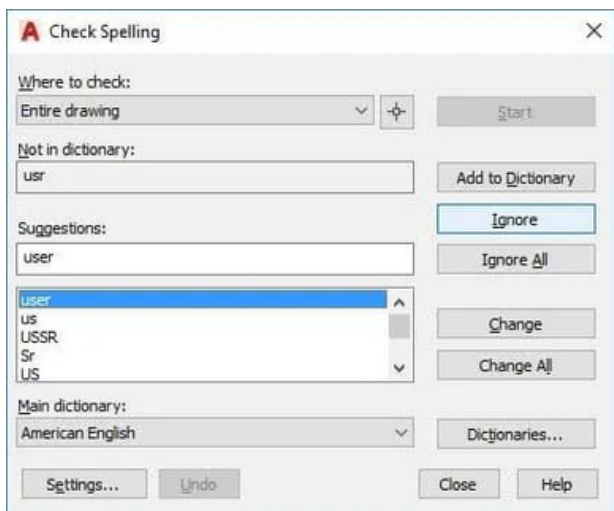 Check Spelling
Where to check:
Entire drawing
Start
Not in dictionary:
usr
Add to Dictionary
Ignore
Suggestions:
user
Ignore All
user
us
USSR
Sr
US
Change
Change All
Main dictionary:
American English
Dictionaries...
Settings...
Undo
Close
Help